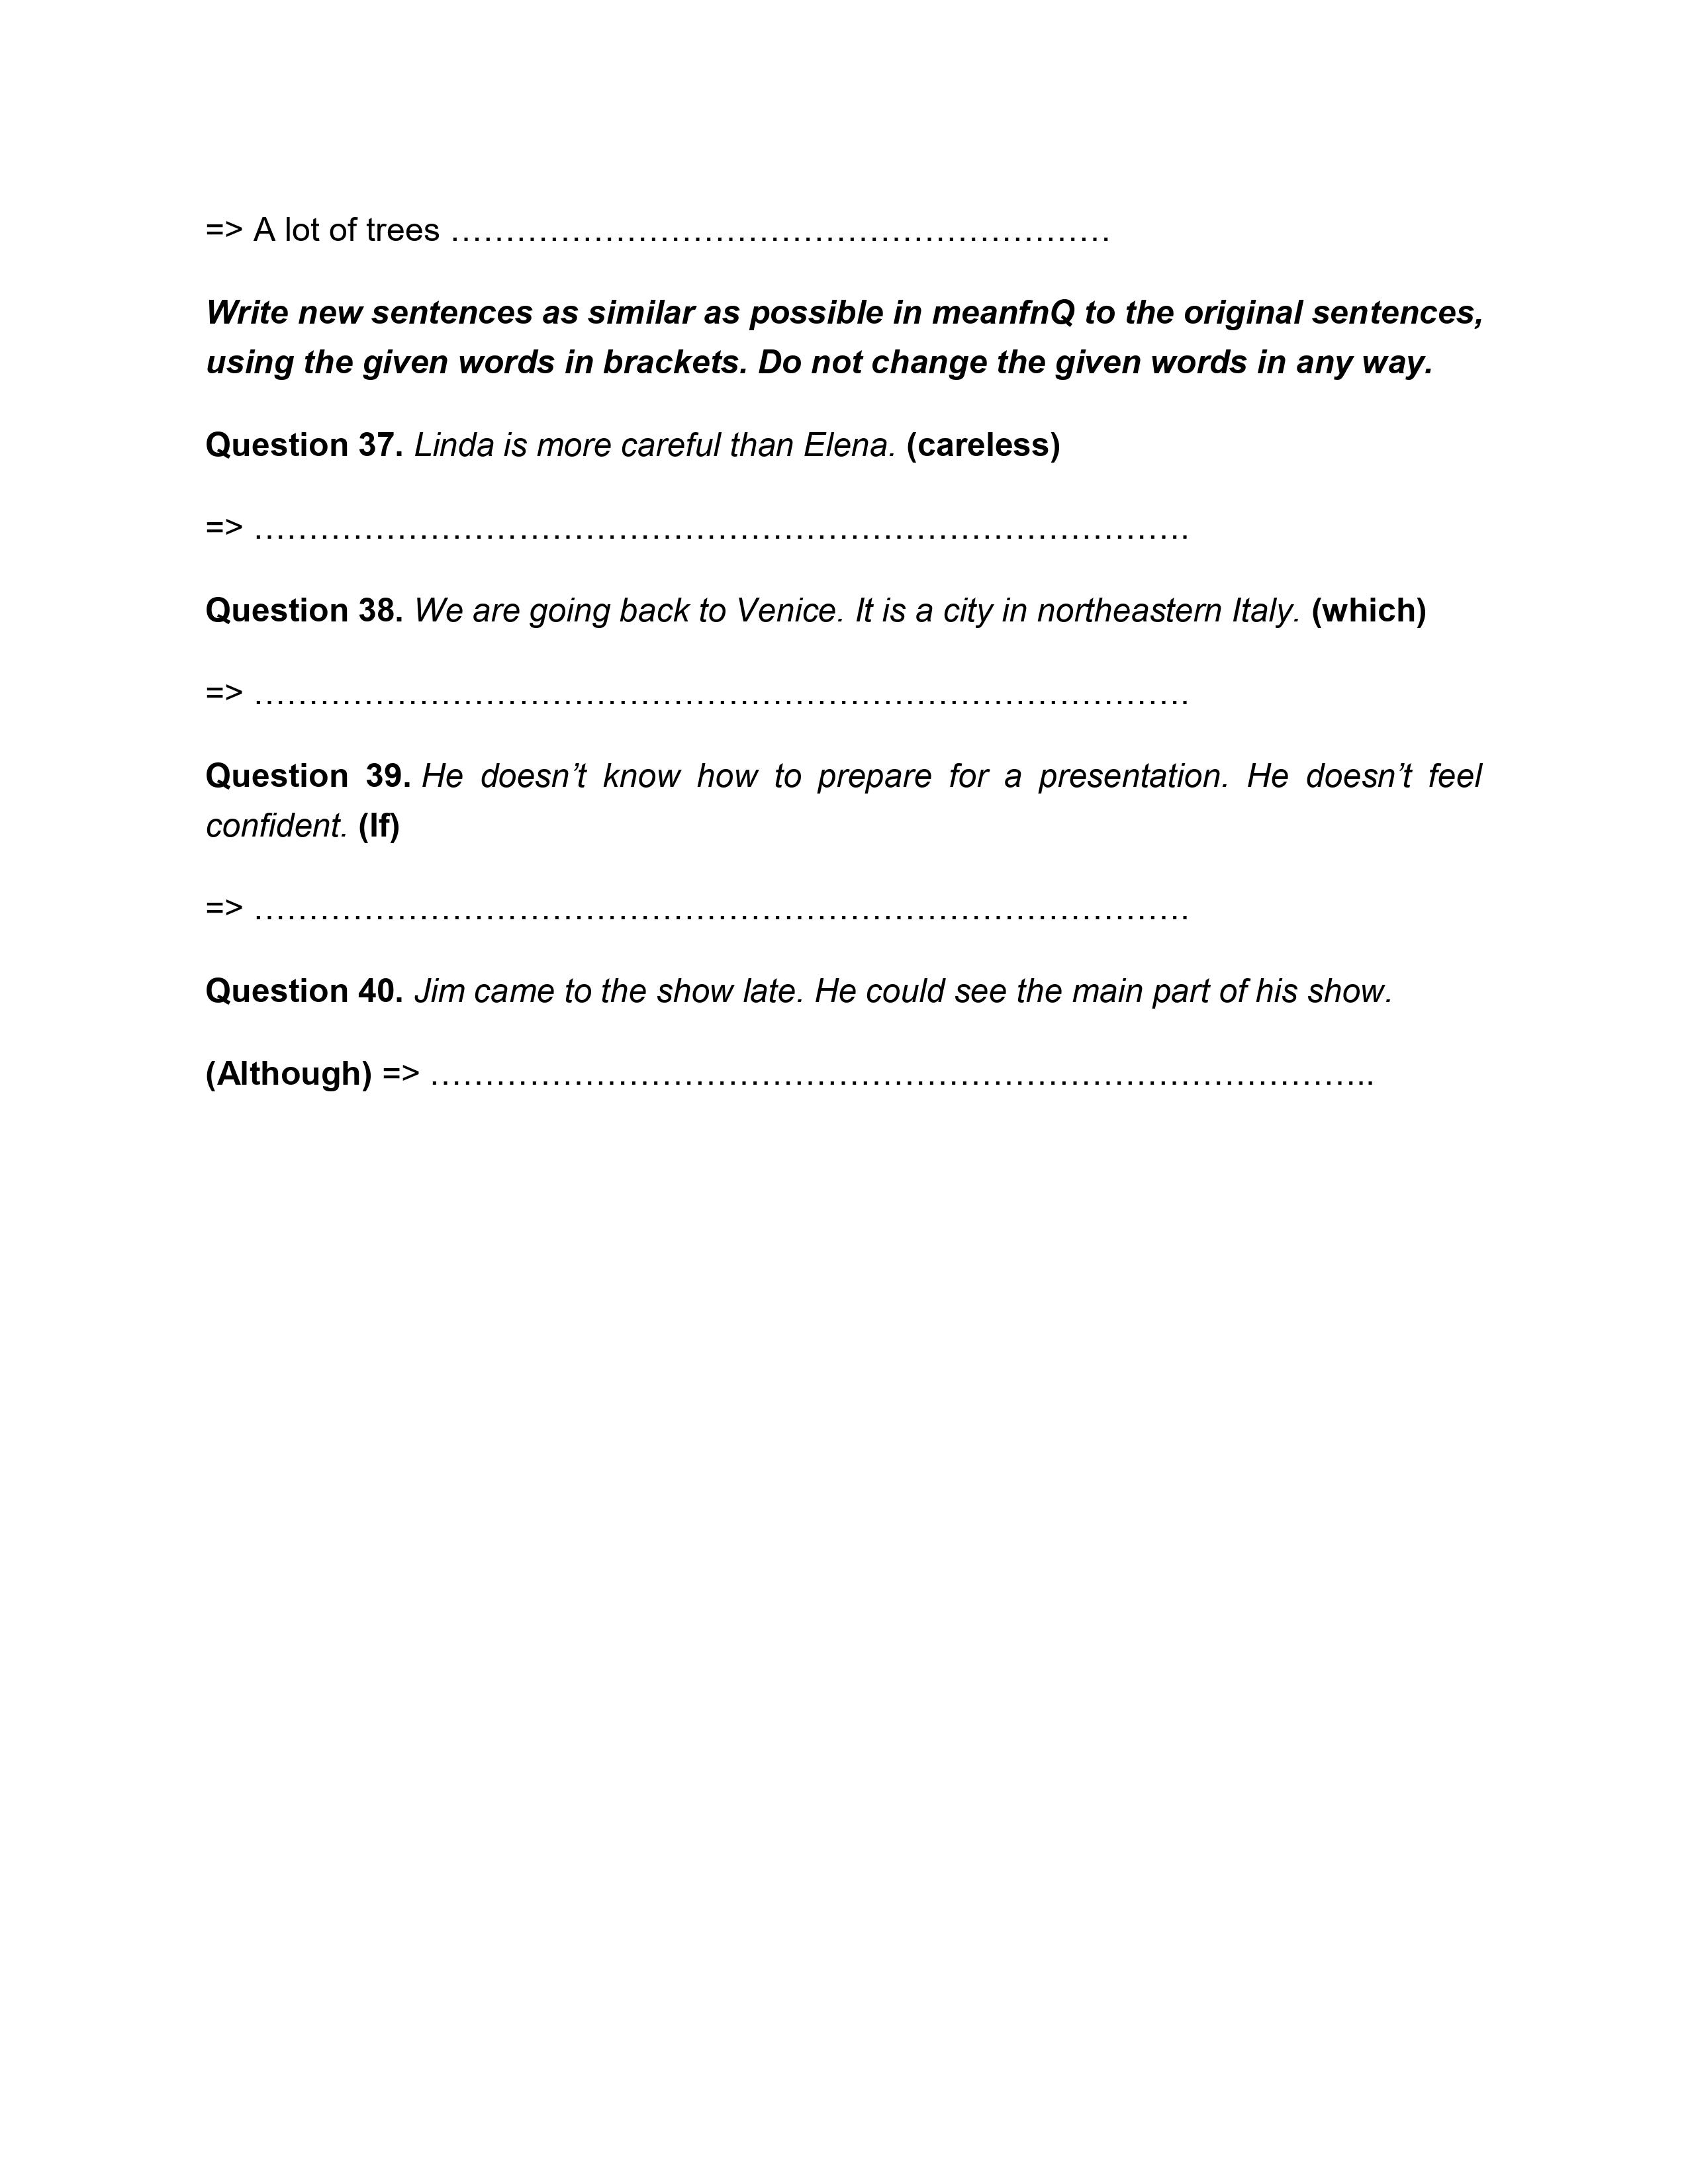 => A lot of trees ……………………………………………………
Write new sentences as similar as possible in meanfnQ to the original sentences,
using the given words in brackets. Do not change the given words in any way.
Question 37. Linda is more careful than Elena. (careless)
=> ………………………………………………………………………….
Question 38. We are going back to Venice. It is a city in northeastern Italy. (which)
=> ………………………………………………………………………….
Question 39. He doesn’t know how to prepare for a presentation. He doesn’t feel
confident. (If)
=> ………………………………………………………………………….
Question 40. Jim came to the show late. He could see the main part of his show.
(Although) => …………………………………………………………………………..